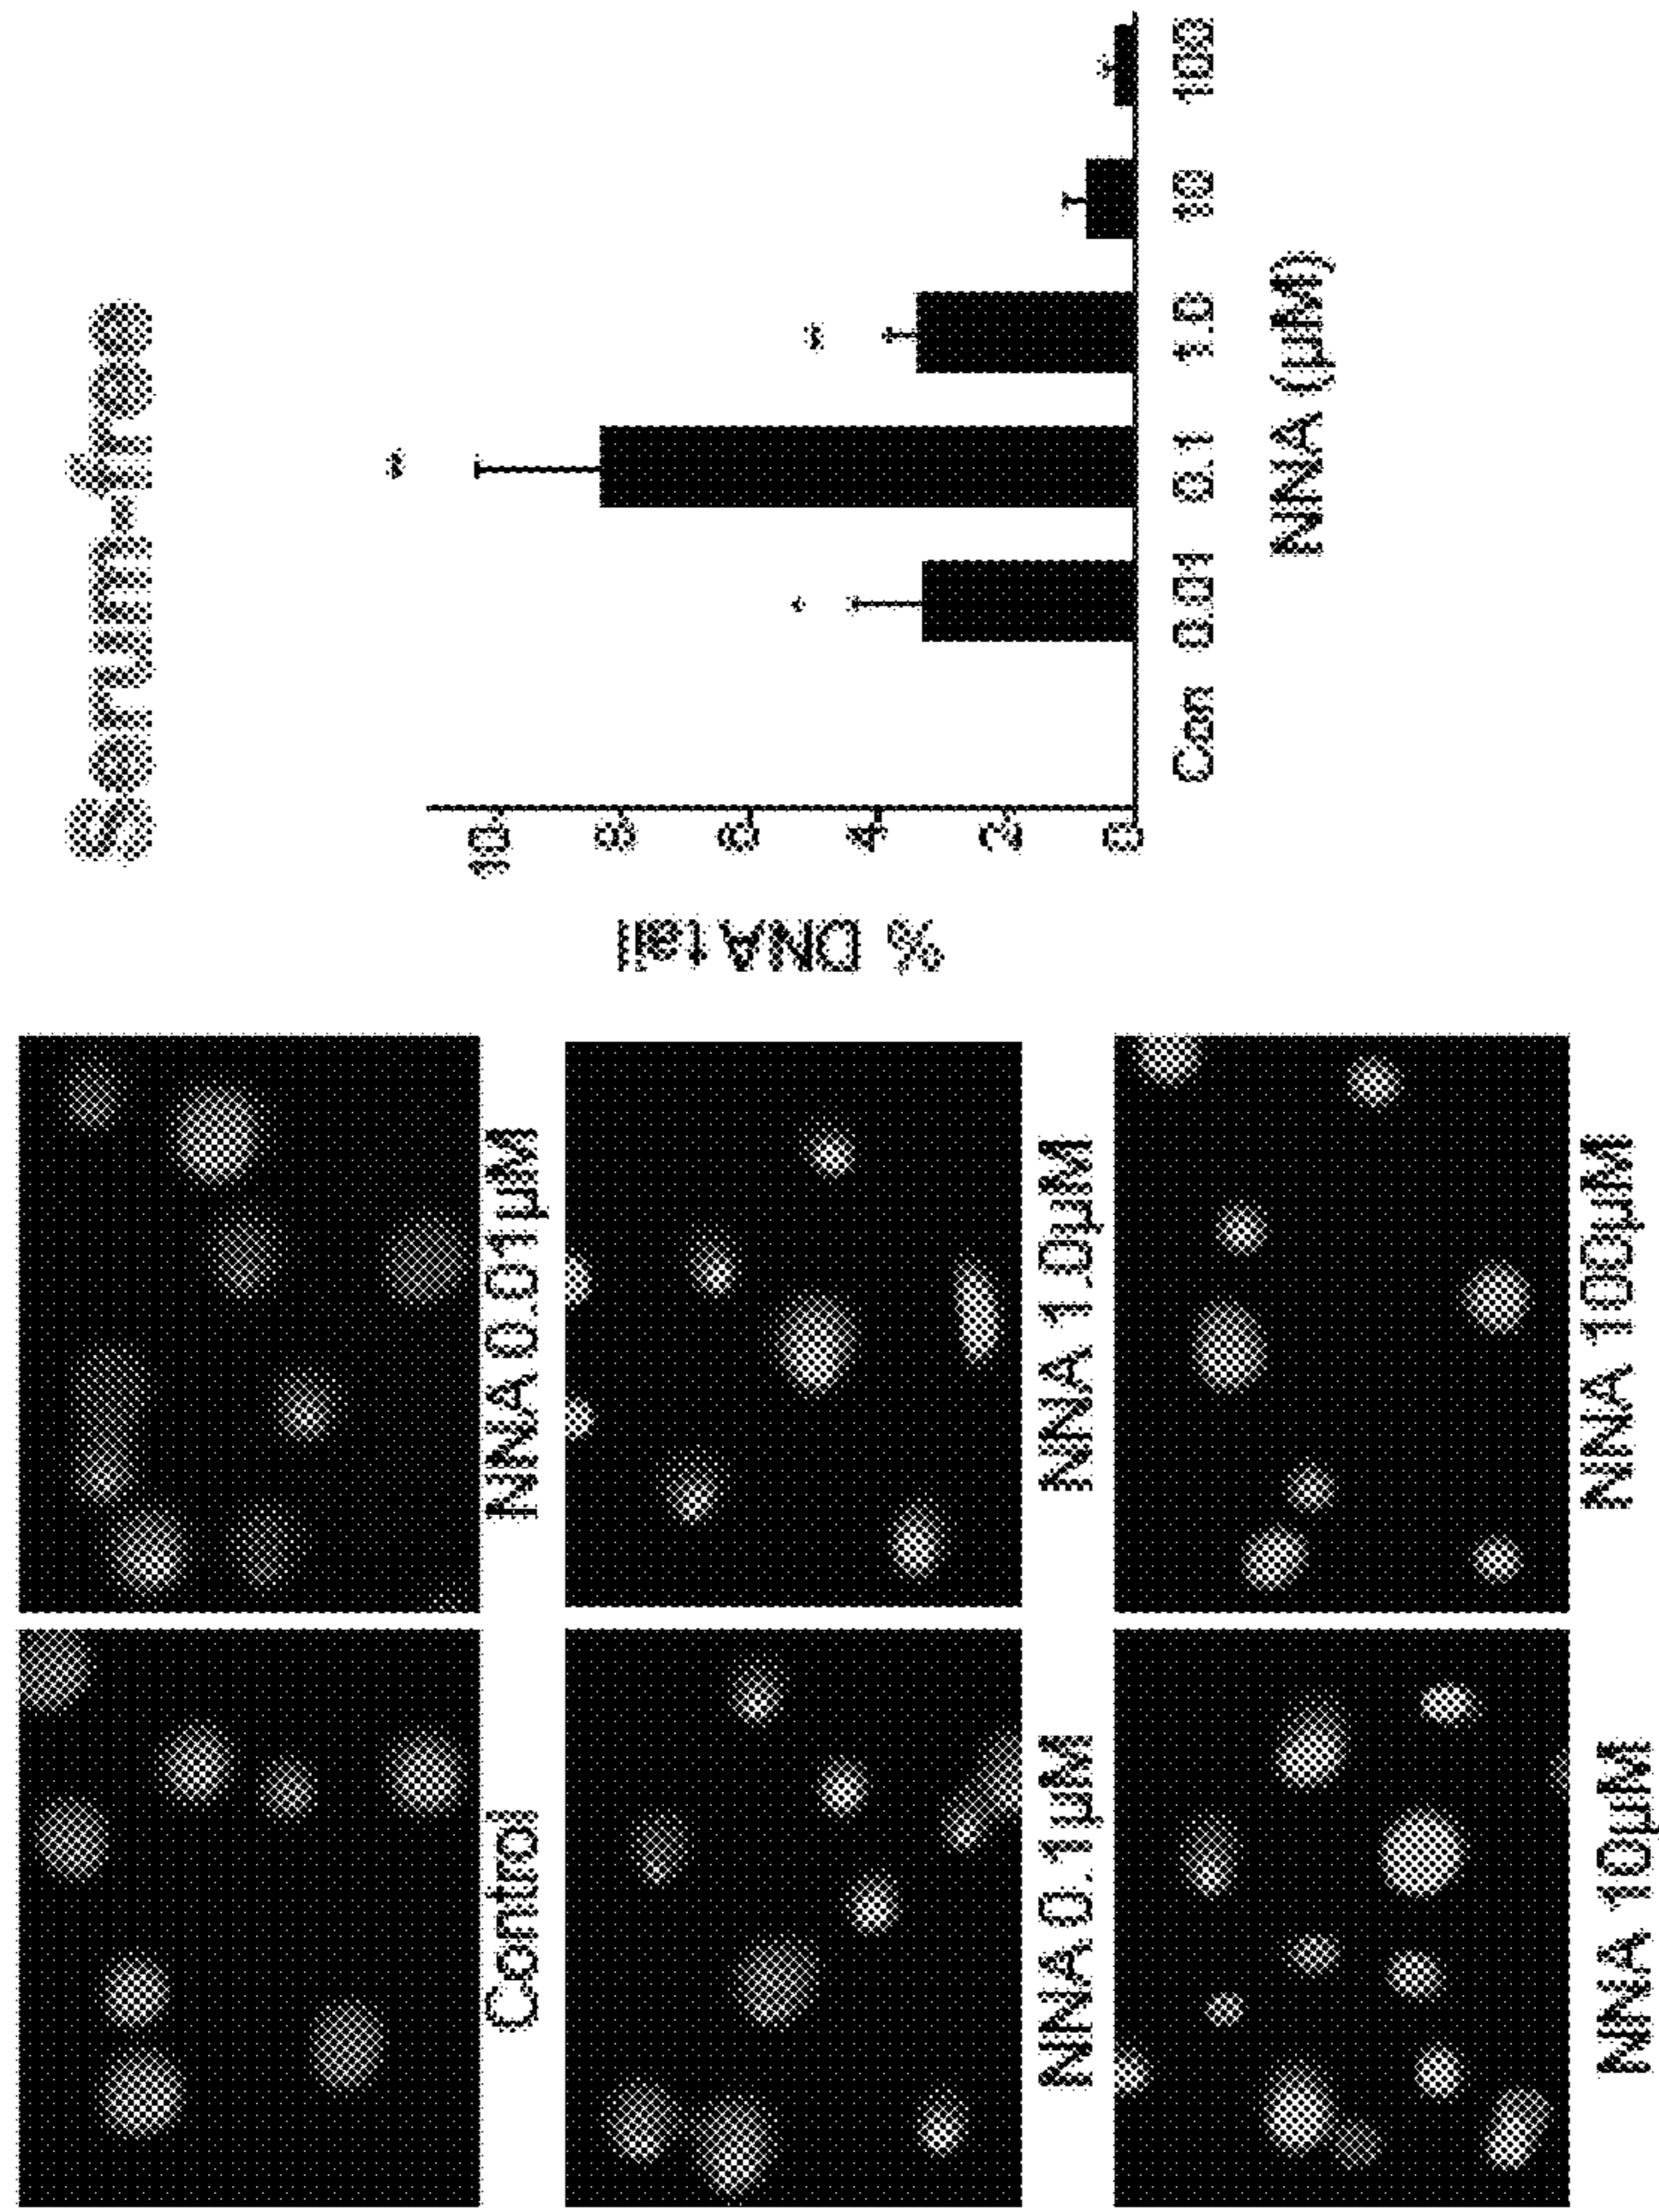 Serum-free
Control
NNA 0.01µM
NNA 0.1µM
NNA 1.0µM
NNA 10µM
NNA 100µM
% DNA tail
10
8
6
4
2
0
*
*
*
Con 0.01 0.1 1.0 10 100
NNA (µM)